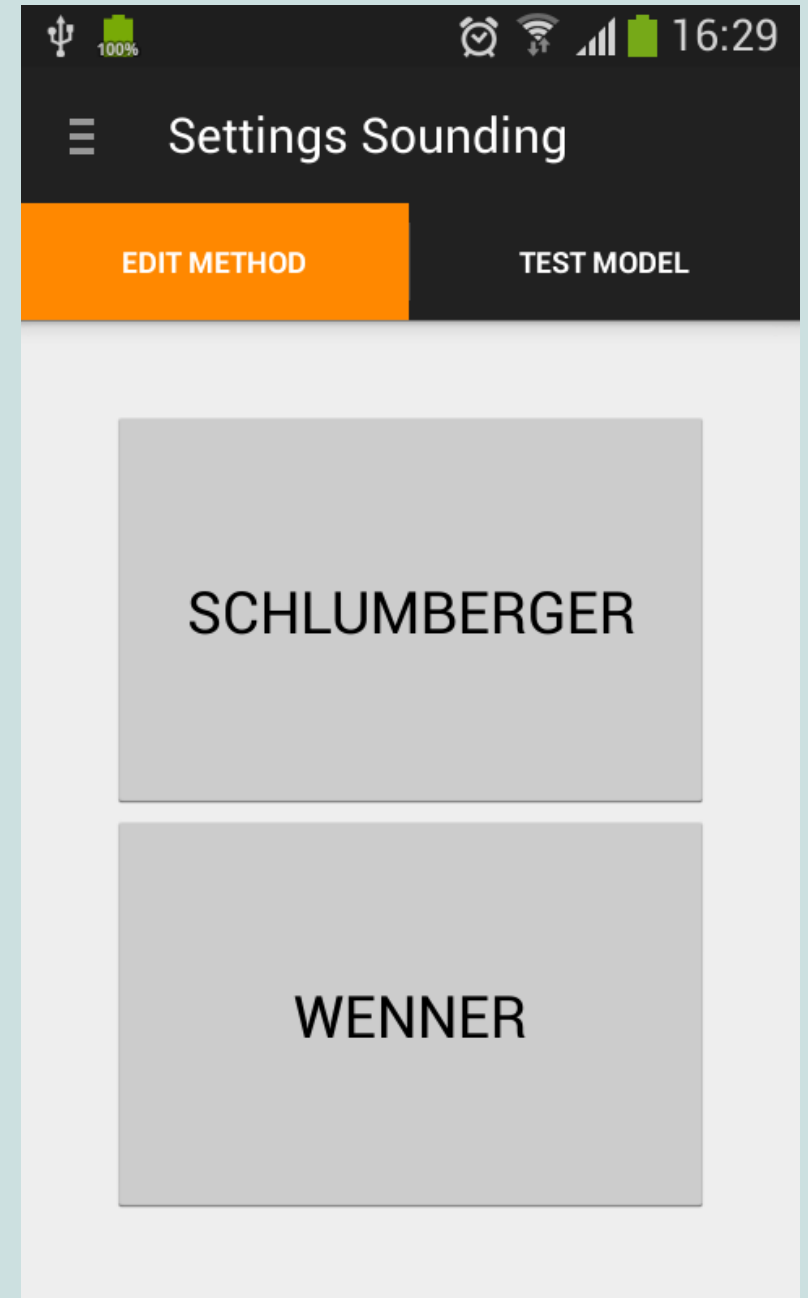 100%
16:29
Settings Sounding
EDIT METHOD
TEST MODEL
SCHLUMBERGER
WENNER